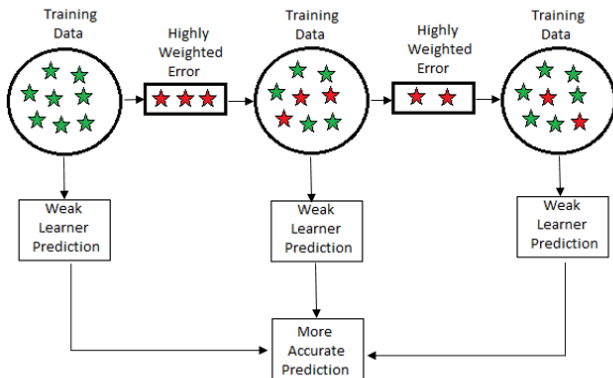 Training
Data
Highly
Weighted
Error
Training
Data
Highly
Weighted
Error
Training
Data
Weak
Learner
Prediction
Weak
Learner
Prediction
Weak
Learner
Prediction
More
Accurate
Prediction